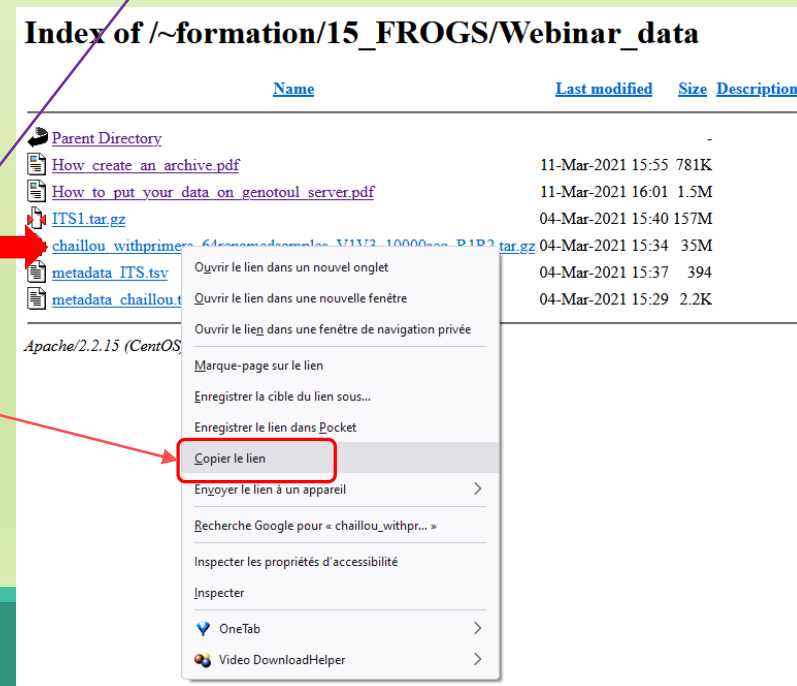 Index of /~formation/15_FROGS/Webinar_data
Name Last modified Size Description
Parent Directory -
How_create_an_archive.pdf 11-Mar-2021 15:55 781K
How_to_put_your_data_on_genotoul_server.pdf 11-Mar-2021 16:01 1.5M
ITS1.tar.gz 04-Mar-2021 15:40 157M
chaillou_withprimers_64renamedsamples_V1V3_10000seq_R1R2.tar.gz 04-Mar-2021 15:34 35M
metadata_ITS.tsv 04-Mar-2021 15:37 394
metadata_chaillou.t 04-Mar-2021 15:29 2.2K
Apache/2.2.15 (CentOS)
Ouvrir le lien dans un nouvel onglet
Ouvrir le lien dans une nouvelle fenêtre
Ouvrir le lien dans une fenêtre de navigation privée
Marque-page sur le lien
Enregistrer la cible du lien sous...
Enregistrer le lien dans Pocket
Copier le lien
Envoyer le lien à un appareil
Recherche Google pour « chaillou_withpr... »
Inspecter les propriétés d'accessibilité
Inspecter
OneTab
Video DownloadHelper